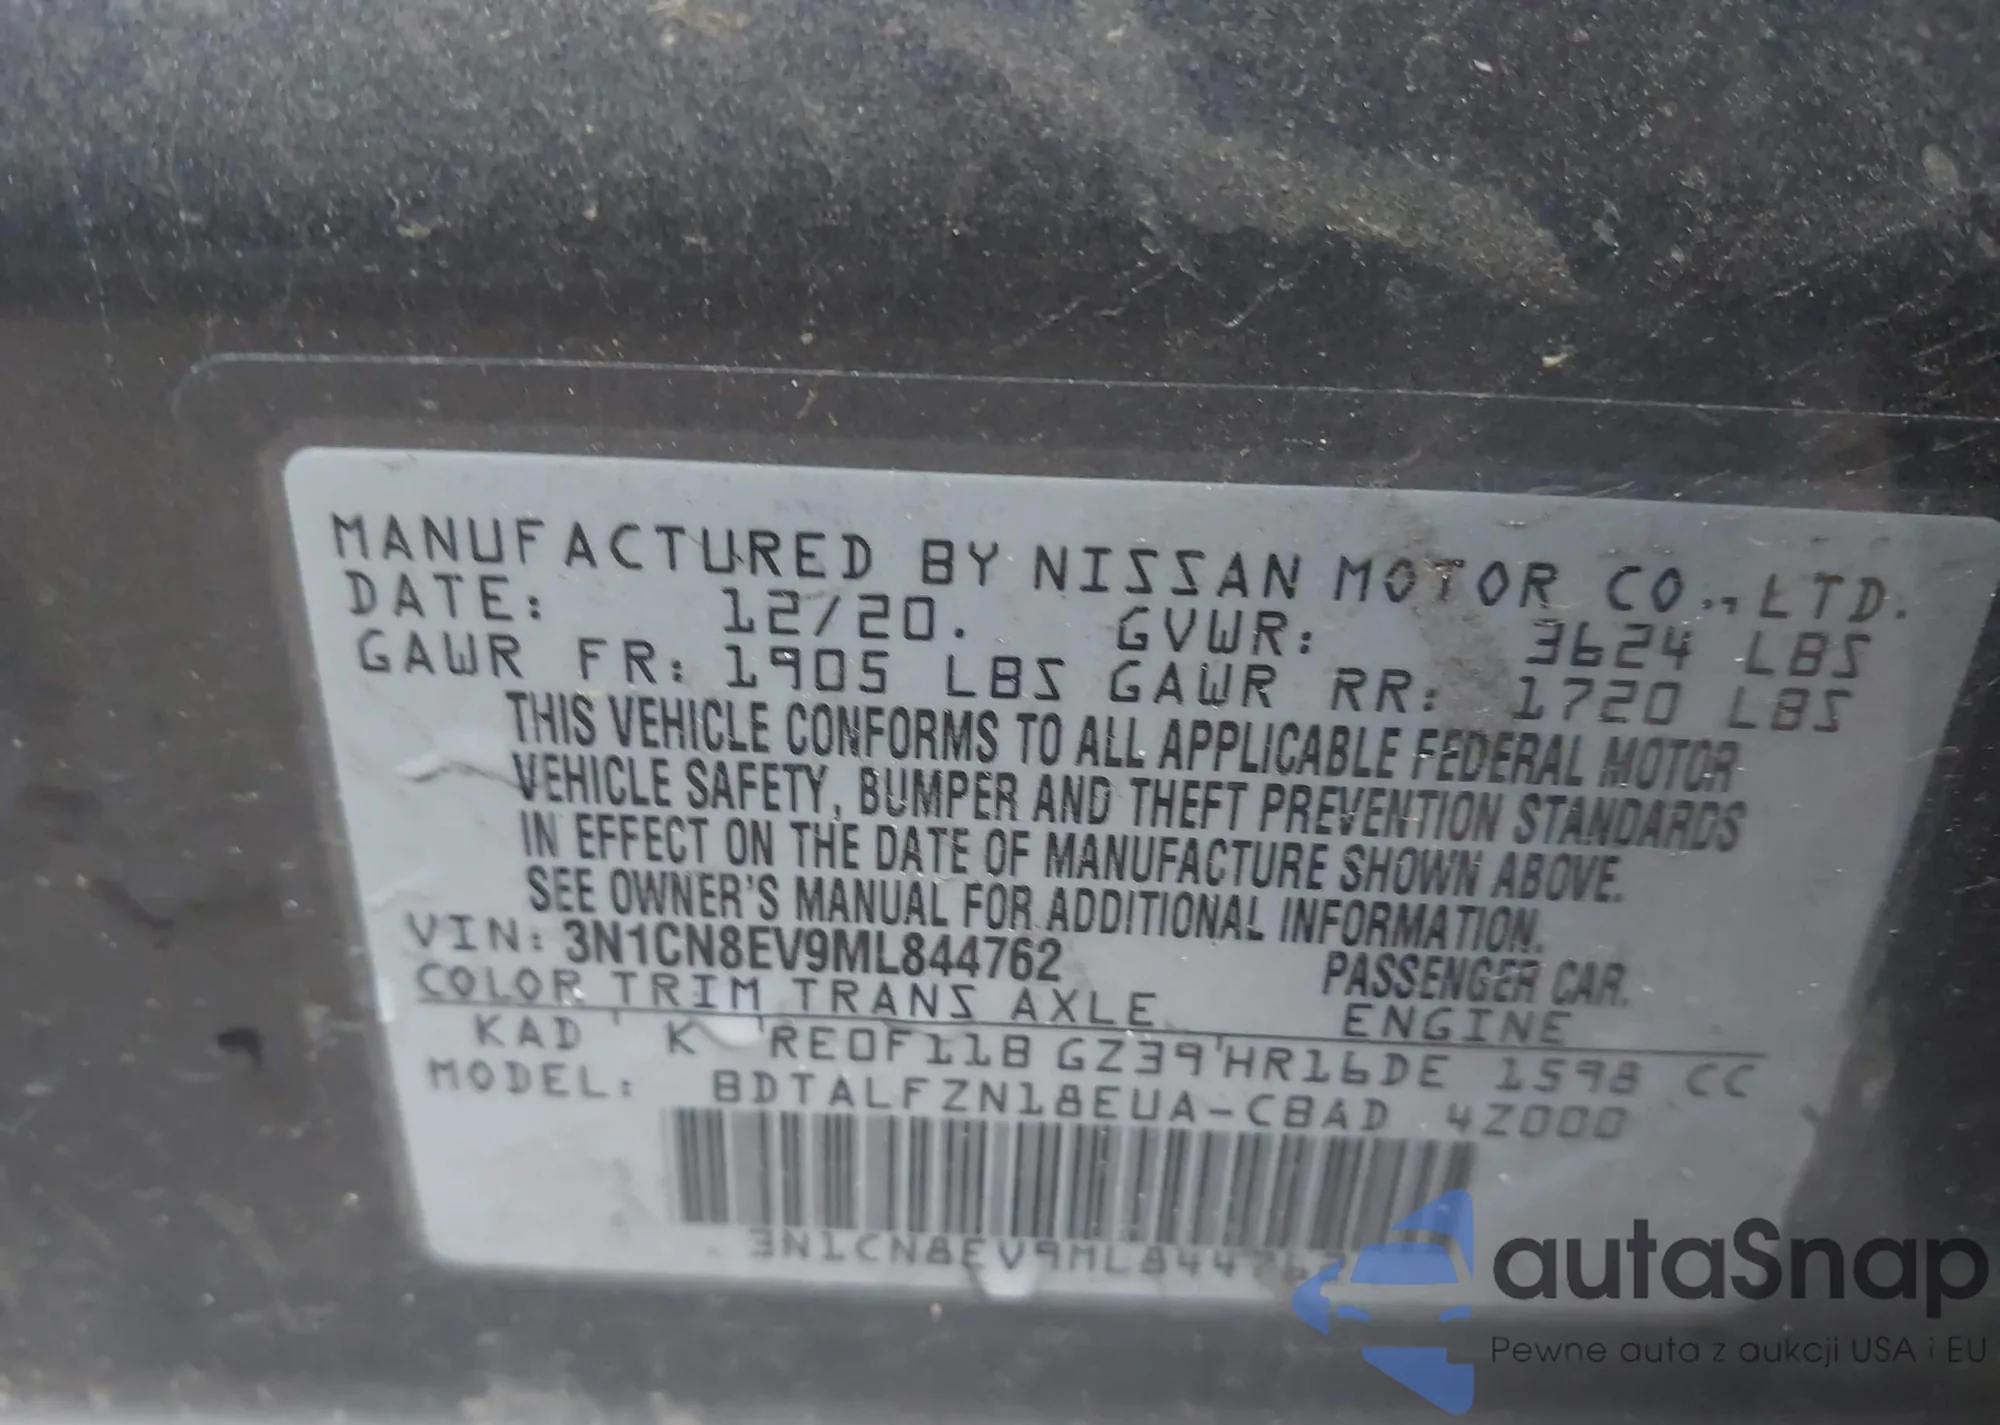 MANUFACTURED BY NISSAN MOTOR CO., LTD.
DATE: 12/20. GVWR: 3624 LBS
GAWR FR: 1905 LBS GAWR RR: 1720 LBS
THIS VEHICLE CONFORMS TO ALL APPLICABLE FEDERAL MOTOR
VEHICLE SAFETY, BUMPER AND THEFT PREVENTION STANDARDS
IN EFFECT ON THE DATE OF MANUFACTURE SHOWN ABOVE.
SEE OWNER'S MANUAL FOR ADDITIONAL INFORMATION.
VIN: 3N1CN8EV9ML844762 PASSENGER CAR.
COLOR TRIM TRANS AXLE ENGINE
KAD K RE0F11B GZ39 HR16DE 1598 CC
MODEL: BDTALFZN18EUA-CBAD 4Z000
3N1CN8EV9ML844762
autaSnap
Pewne auta z aukcji USA i EU